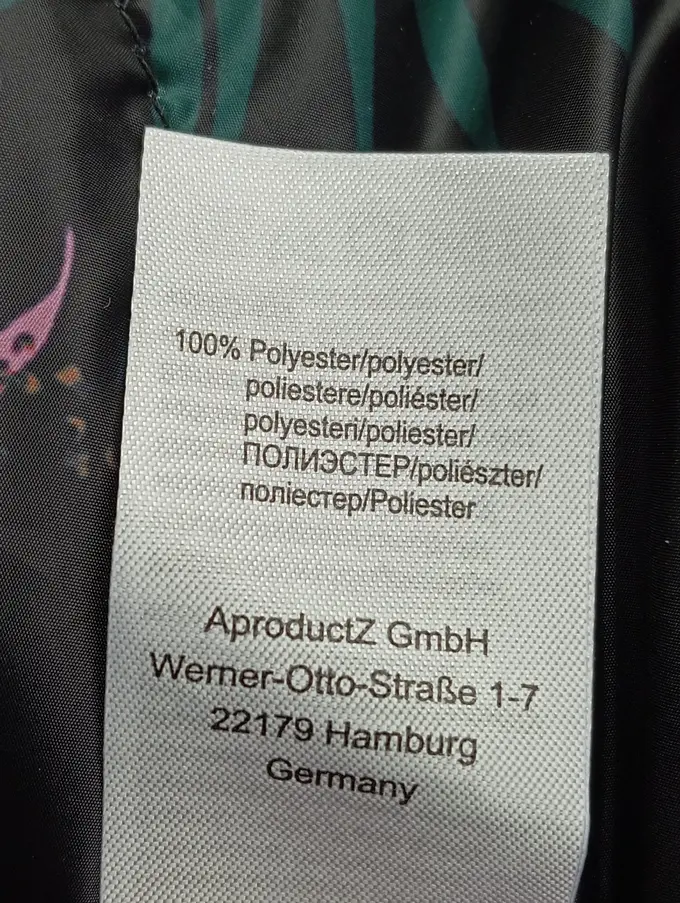 100% Polyester/polyester/
poliestere/poliéster/
polyesteri/poliester/
ПОЛИЭСТЕР/poliészter/
поліестер/Poliester
AproductZ GmbH
Werner-Otto-Straße 1-7
22179 Hamburg
Germany